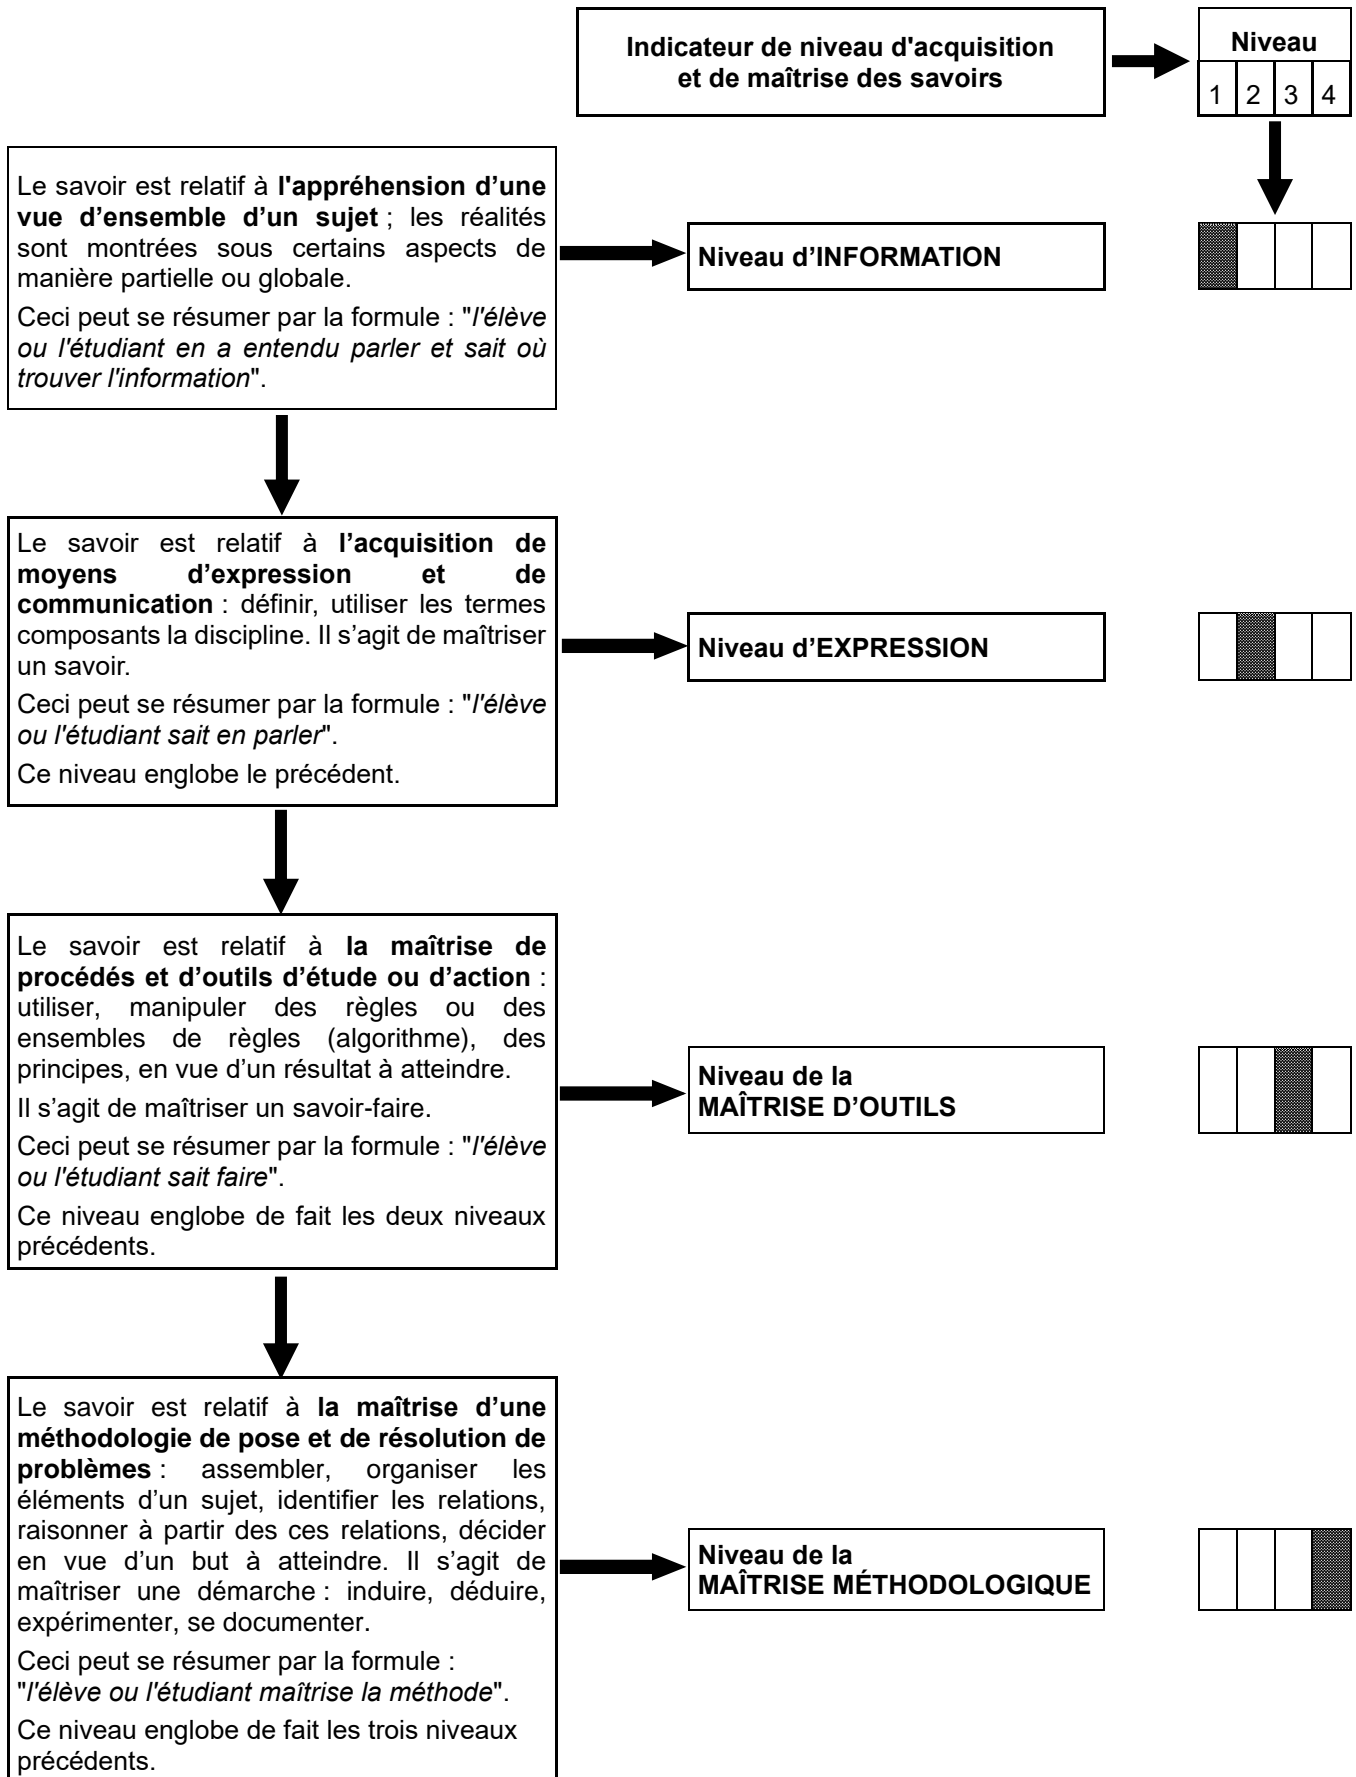 Indicateur de niveau d'acquisition
et de maîtrise des savoirs
Niveau
1 2 3 4
Le savoir est relatif à l'appréhension d’une
vue d’ensemble d’un sujet ; les réalités
sont montrées sous certains aspects de
manière partielle ou globale.
Ceci peut se résumer par la formule : "l'élève
ou l'étudiant en a entendu parler et sait où
trouver l'information".
Niveau d’INFORMATION
Le savoir est relatif à l’acquisition de
moyens d’expression et de
communication : définir, utiliser les termes
composants la discipline. Il s’agit de maîtriser
un savoir.
Ceci peut se résumer par la formule : "l'élève
ou l'étudiant sait en parler".
Ce niveau englobe le précédent.
Niveau d’EXPRESSION
Le savoir est relatif à la maîtrise de
procédés et d’outils d’étude ou d’action :
utiliser, manipuler des règles ou des
ensembles de règles (algorithme), des
principes, en vue d’un résultat à atteindre.
Il s’agit de maîtriser un savoir-faire.
Ceci peut se résumer par la formule : "l'élève
ou l'étudiant sait faire".
Ce niveau englobe de fait les deux niveaux
précédents.
Niveau de la
MAÎTRISE D’OUTILS
Le savoir est relatif à la maîtrise d’une
méthodologie de pose et de résolution de
problèmes : assembler, organiser les
éléments d’un sujet, identifier les relations,
raisonner à partir des ces relations, décider
en vue d’un but à atteindre. Il s’agit de
maîtriser une démarche : induire, déduire,
expérimenter, se documenter.
Ceci peut se résumer par la formule :
"l'élève ou l'étudiant maîtrise la méthode".
Ce niveau englobe de fait les trois niveaux
précédents.
Niveau de la
MAÎTRISE MÉTHODOLOGIQUE